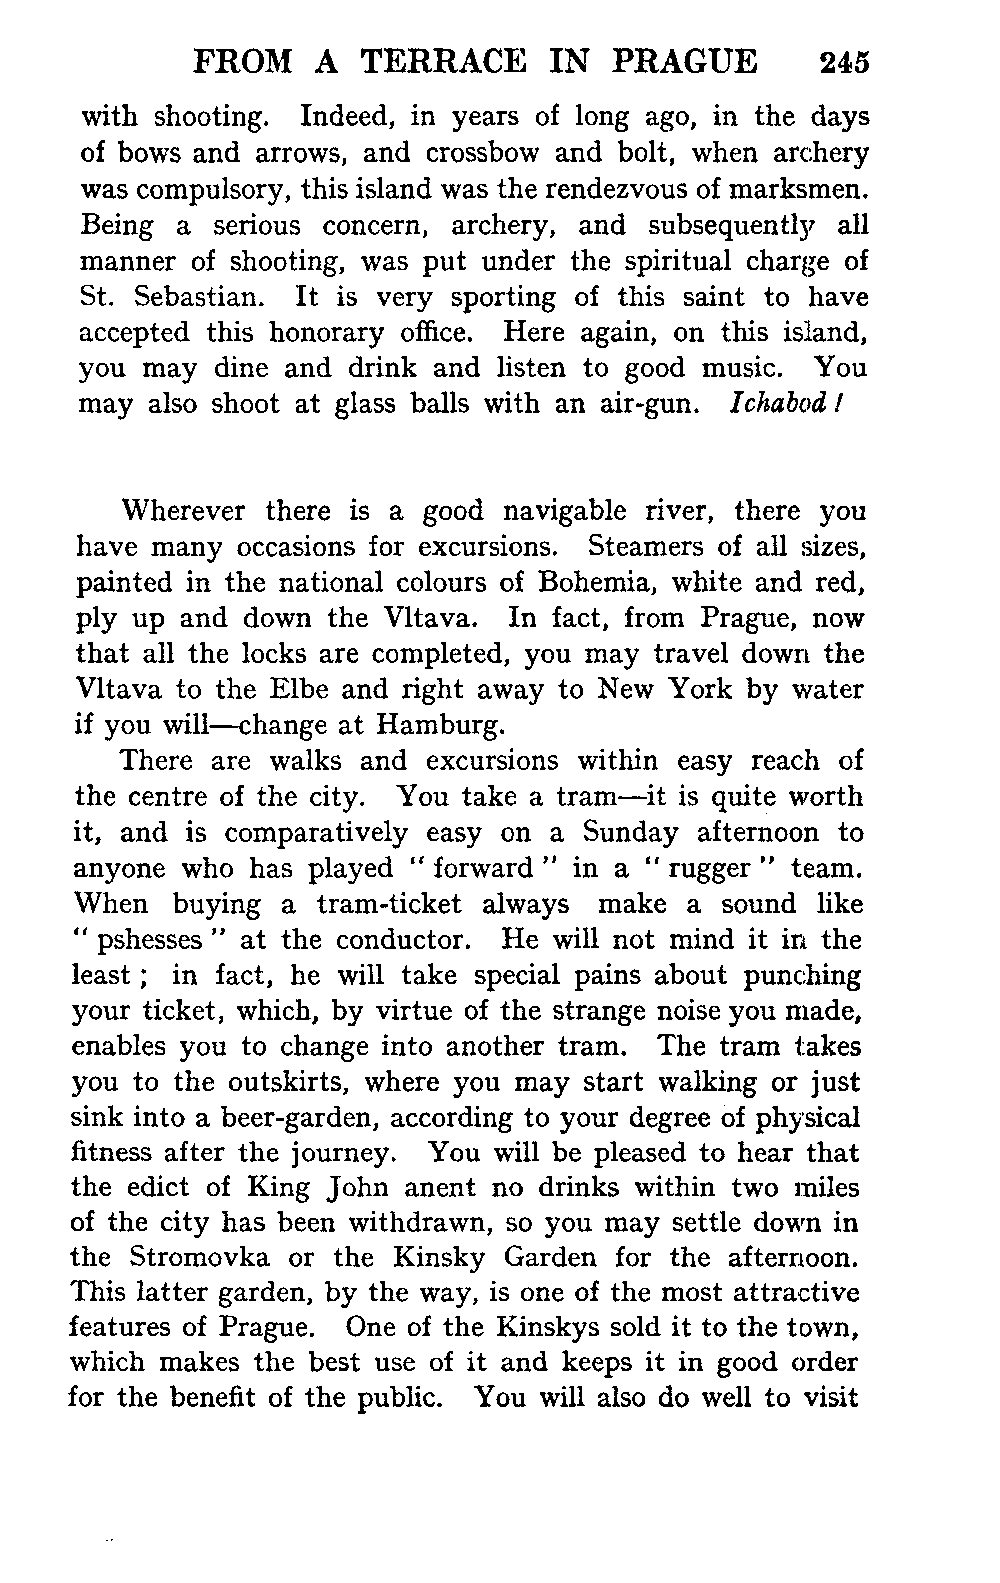 FROM A TERRACE IN PRAGUE 245
with shooting. Indeed, in years of long ago, in the days
of bows and arrows, and crossbow and bolt, when archery
was compulsory, this island was the rendezvous of marksmen.
Being a serious concern, archery, and subsequently all
manner of shooting, was put under the spiritual charge of
St. Sebastian. It is very sporting of this saint to have
accepted this honorary office. Here again, on this island,
you may dine and drink and listen to good music. You
may also shoot at glass balls with an air-gun. Ichabod !
Wherever there is a good navigable river, there you
have many occasions for excursions. Steamers of all sizes,
painted in the national colours of Bohemia, white and red,
ply up and down the Vltava. In fact, from Prague, now
that all the locks are completed, you may travel down the
Vltava to the Elbe and right away to New York by water
if you will—change at Hamburg.
There are walks and excursions within easy reach of
the centre of the city. You take a tram—it is quite worth
it, and is comparatively easy on a Sunday afternoon to
anyone who has played " forward " in a " rugger " team.
When buying a tram-ticket always make a sound like
" pshesses " at the conductor. He will not mind it in the
least ; in fact, he will take special pains about punching
your ticket, which, by virtue of the strange noise you made,
enables you to change into another tram. The tram takes
you to the outskirts, where you may start walking or just
sink into a beer-garden, according to your degree of physical
fitness after the journey. You will be pleased to hear that
the edict of King John anent no drinks within two miles
of the city has been withdrawn, so you may settle down in
the Stromovka or the Kinsky Garden for the afternoon.
This latter garden, by the way, is one of the most attractive
features of Prague. One of the Kinskys sold it to the town,
which makes the best use of it and keeps it in good order
for the benefit of the public. You will also do well to visit